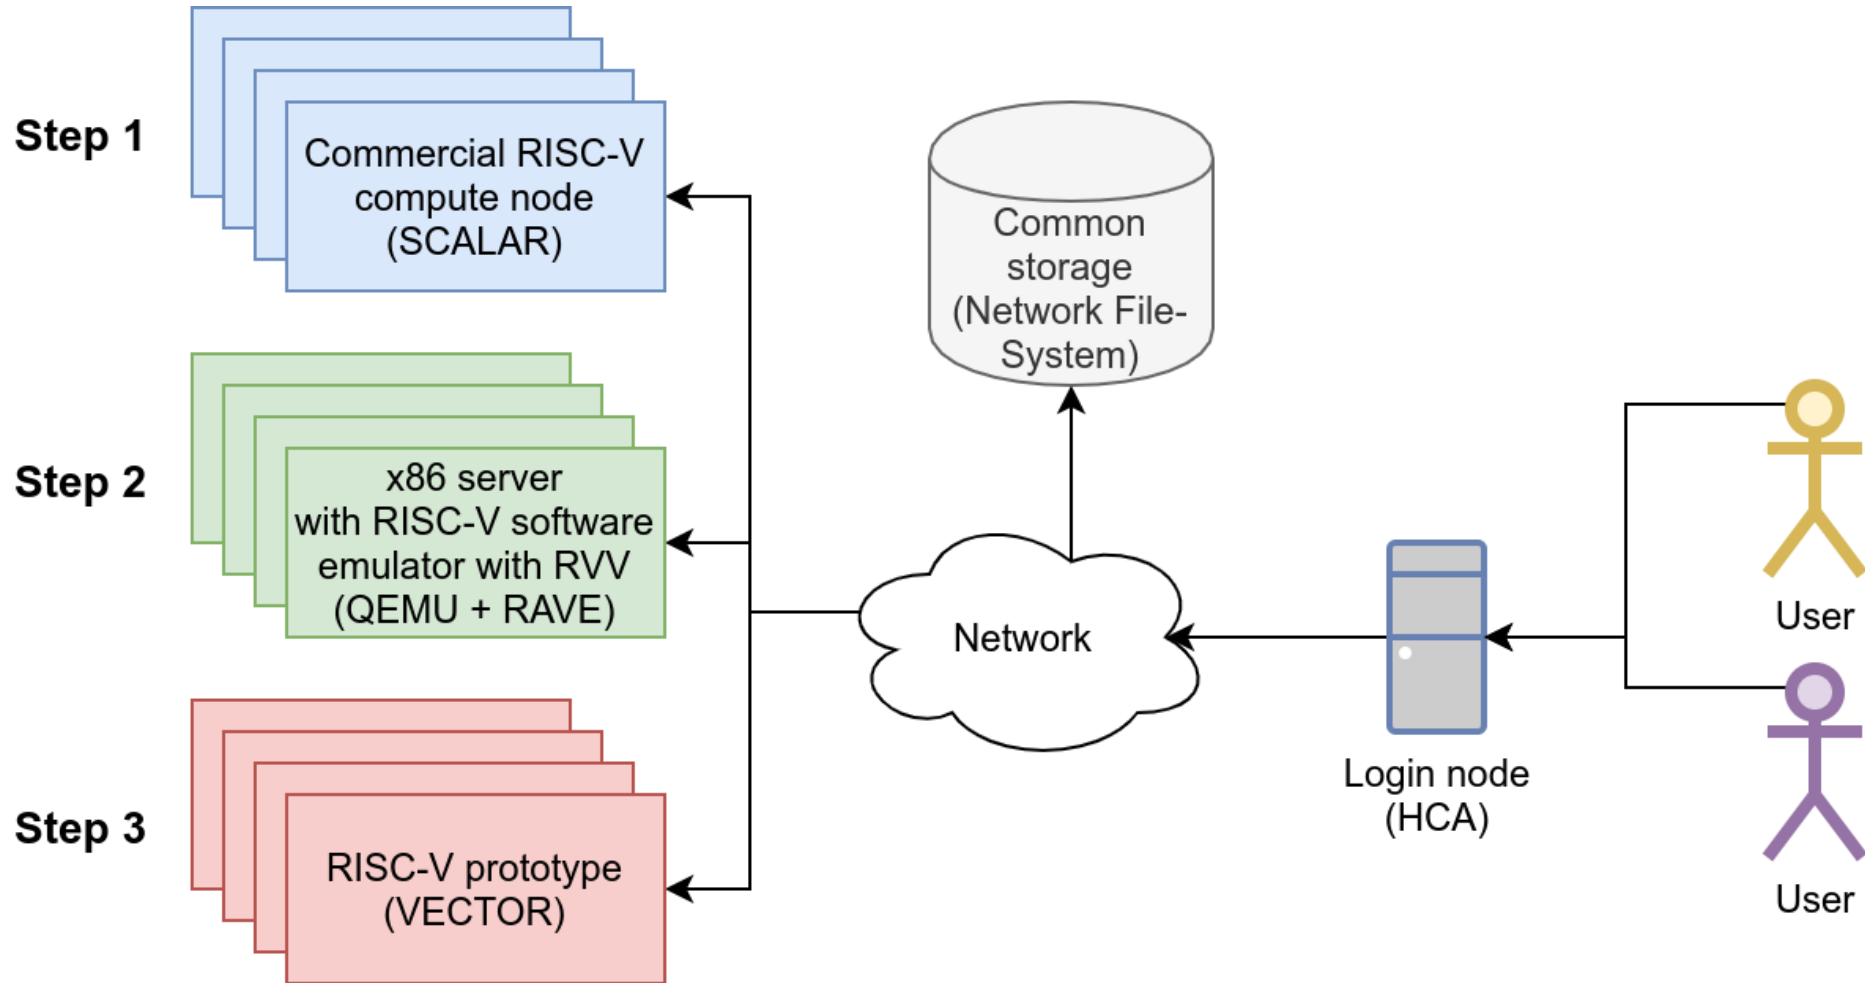 Step 1
Commercial RISC-V
compute node
(SCALAR)
Step 2
x86 server
with RISC-V software
emulator with RVV
(QEMU + RAVE)
Step 3
RISC-V prototype
(VECTOR)
Common
storage
(Network File-
System)
Network
Login node
(HCA)
User
User